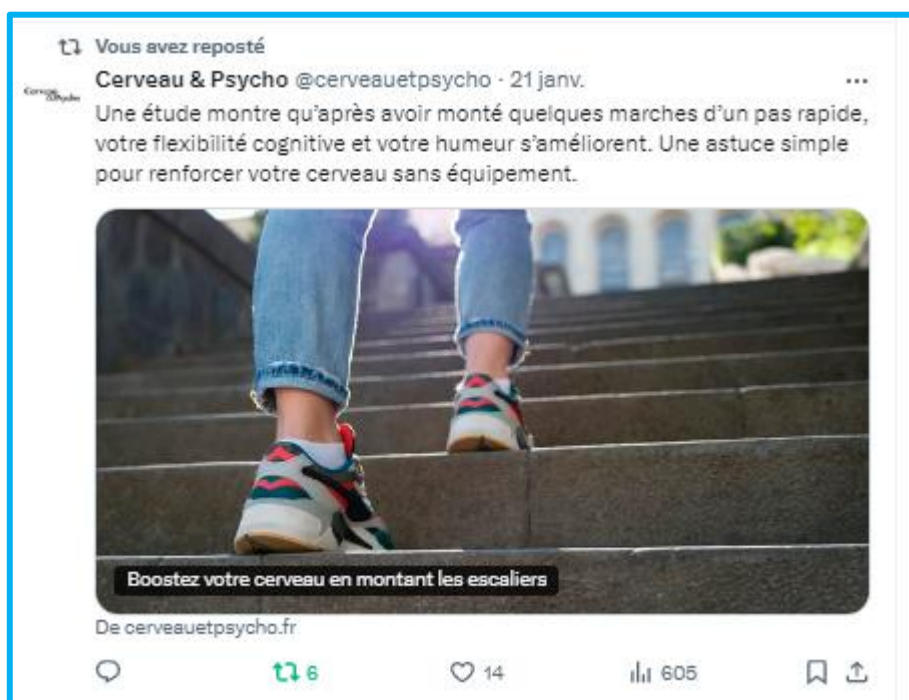 Vous avez reposté
Cerveau & Psycho @cerveauetpsycho · 21 janv.
Une étude montre qu'après avoir monté quelques marches d'un pas rapide,
votre flexibilité cognitive et votre humeur s'améliorent. Une astuce simple
pour renforcer votre cerveau sans équipement.
Boostez votre cerveau en montant les escaliers
De cerveauetpsycho.fr
6 14 605